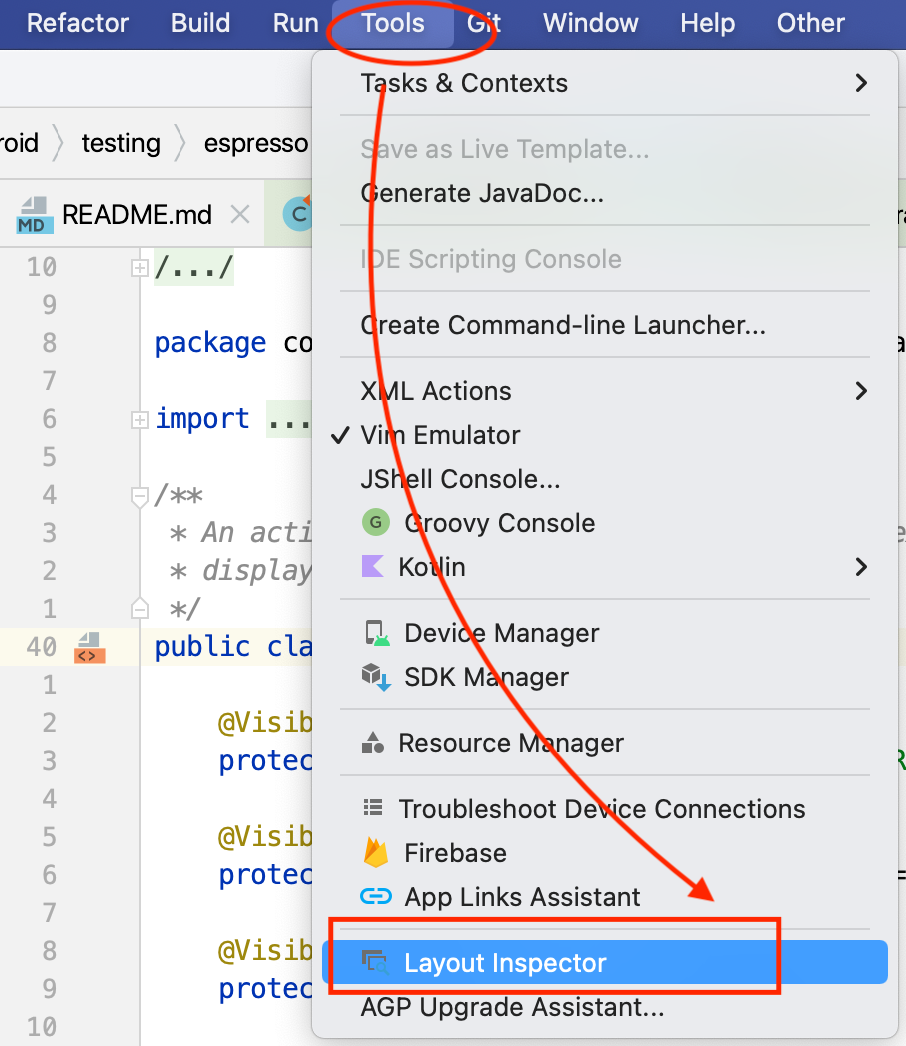 Refactor Build Run Tools Git Window Help Other
Tasks & Contexts
roid testing espresso
Save as Live Template...
Generate JavaDoc...
MD README.md C
IDE Scripting Console
10 /.../
9
Create Command-line Launcher...
8 package co
7
XML Actions
6 import ...
Vim Emulator
5
JShell Console...
4 /**
G Groovy Console
3 * An acti
Kotlin
2 * display
1 */
Device Manager
40 <> public cla
SDK Manager
1
2 @Visib
Resource Manager
3 protec
4
Troubleshoot Device Connections
5 @Visib
Firebase
6 protec =
App Links Assistant
7
8 @Visib
Layout Inspector
9 protec
AGP Upgrade Assistant...
10